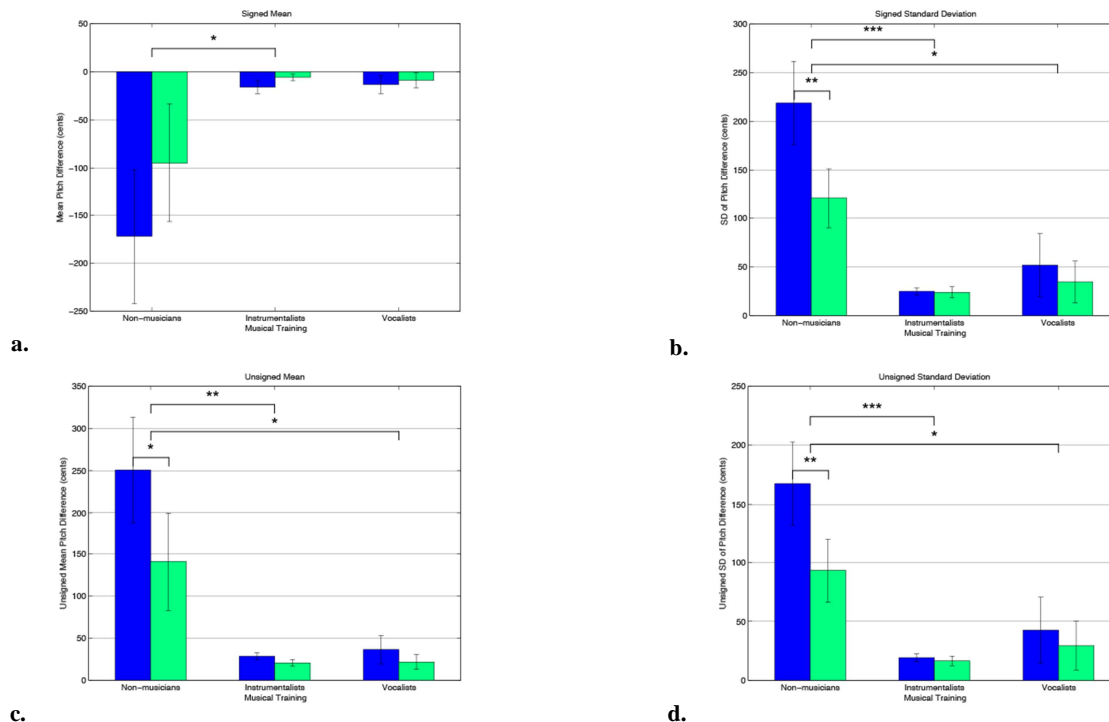 Signed Mean
50
0
−50
−100
−150
−200
−250
Mean Pitch Difference (cents)
*
Non−musicians Instrumentalists Vocalists
Musical Training
a.
Signed Standard Deviation
300
250
200
150
100
50
0
SD of Pitch Difference (cents)
***
*
**
Non−musicians Instrumentalists Vocalists
Musical Training
b.
Unsigned Mean
350
300
250
200
150
100
50
0
Unsigned Mean Pitch Difference (cents)
**
*
*
Non−musicians Instrumentalists Vocalists
Musical Training
c.
Unsigned Standard Deviation
250
200
150
100
50
0
Unsigned SD of Pitch Difference (cents)
***
*
**
Non−musicians Instrumentalists Vocalists
Musical Training
d.